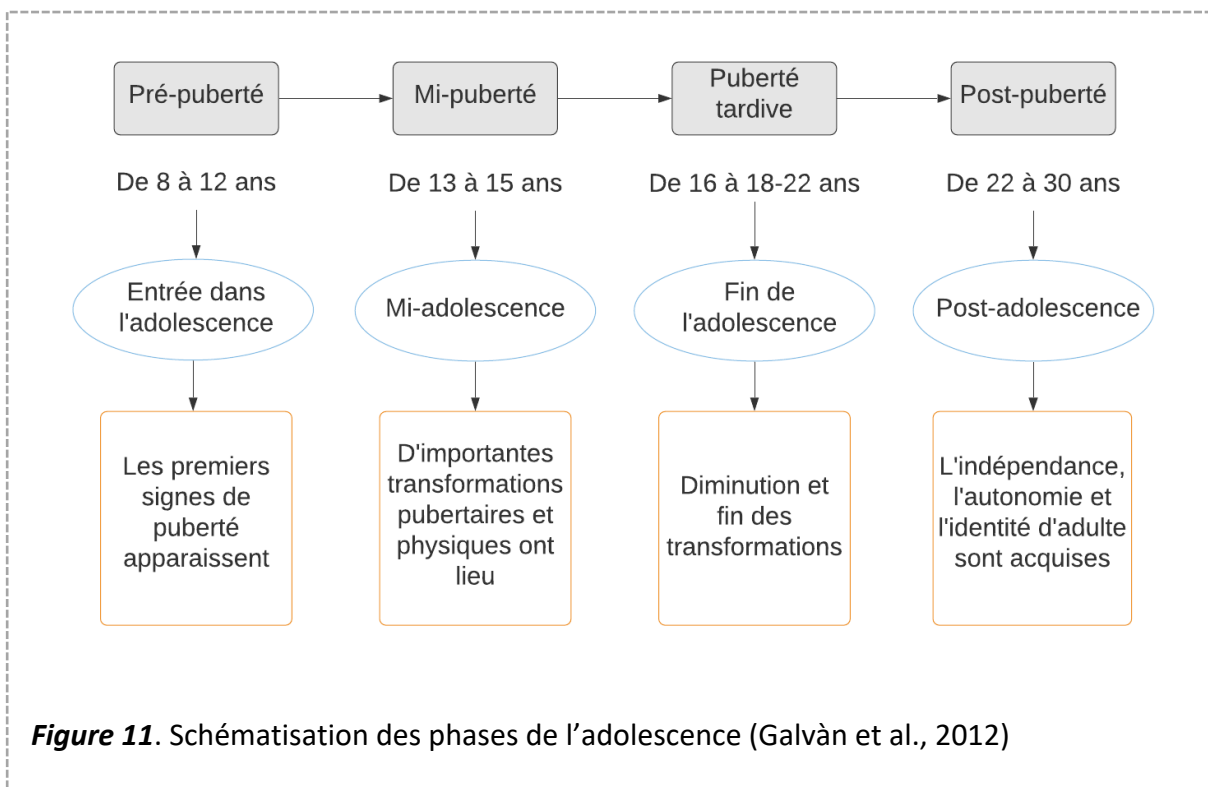 Pré-puberté
Mi-puberté
Puberté
tardive
Post-puberté
De 8 à 12 ans
De 13 à 15 ans
De 16 à 18-22 ans
De 22 à 30 ans
Entrée dans
l'adolescence
Mi-adolescence
Fin de
l'adolescence
Post-adolescence
Les premiers
signes de
puberté
apparaissent
D'importantes
transformations
pubertaires et
physiques ont
lieu
Diminution et
fin des
transformations
L'indépendance,
l'autonomie et
l'identité d'adulte
sont acquises
Figure 11. Schématisation des phases de l’adolescence (Galvàn et al., 2012)